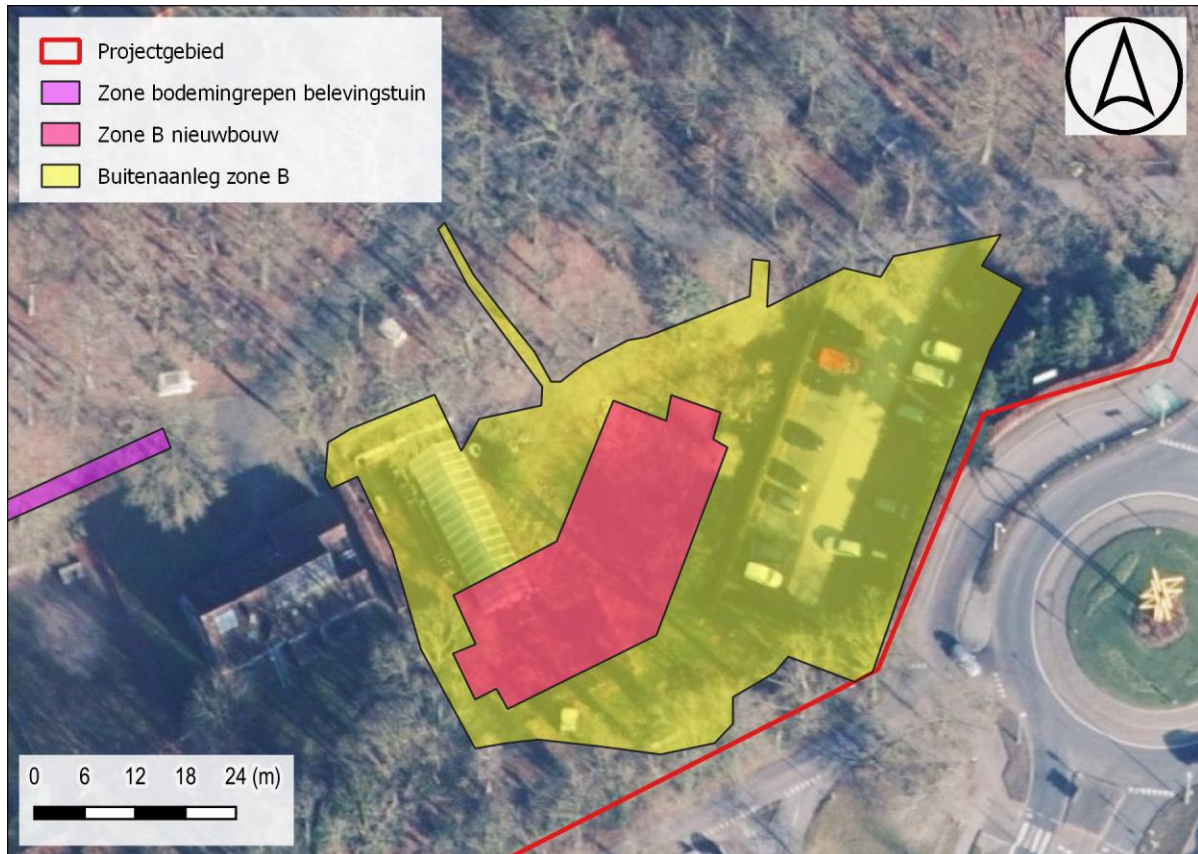 Projectgebied
Zone bodemingrepen belevingstuin
Zone B nieuwbouw
Buitenaanleg zone B
0 6 12 18 24 (m)